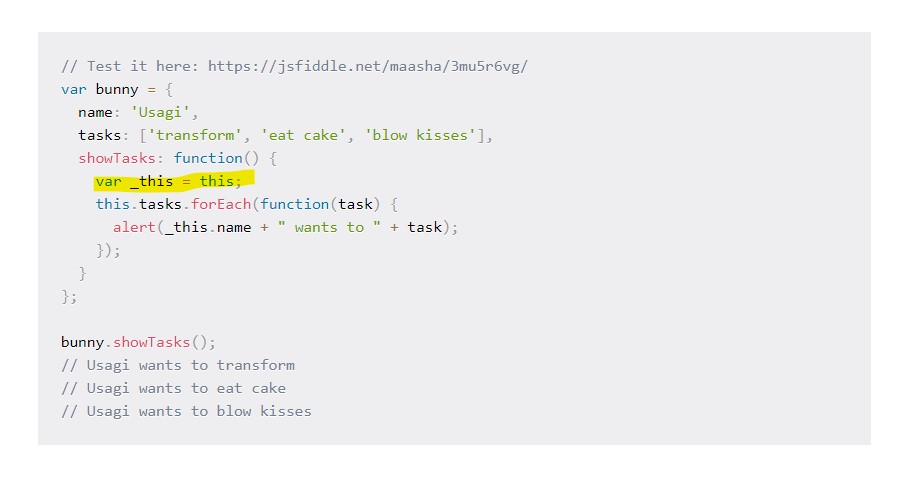 // Test it here: https://jsfiddle.net/maasha/3mu5r6vg/
var bunny = {
  name: 'Usagi',
  tasks: ['transform', 'eat cake', 'blow kisses'],
  showTasks: function() {
    var _this = this;
    this.tasks.forEach(function(task) {
      alert(_this.name + " wants to " + task);
    });
  }
};

bunny.showTasks();
// Usagi wants to transform
// Usagi wants to eat cake
// Usagi wants to blow kisses